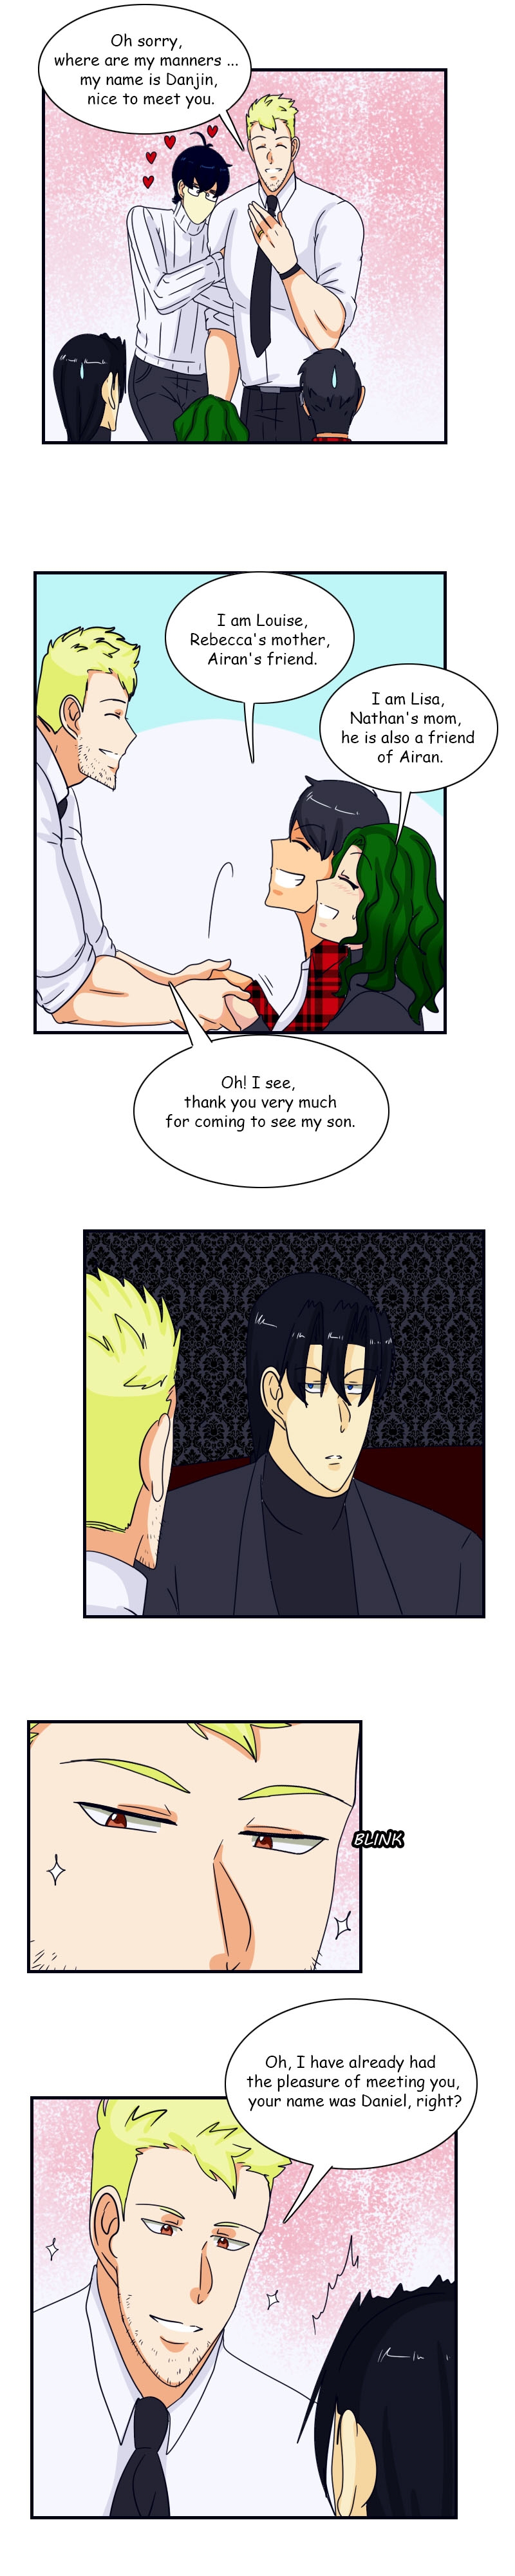 Oh sorry,
where are my manners ...
my name is Danjin,
nice to meet you.
I am Louise,
Rebecca's mother,
Airan's friend.
I am Lisa,
Nathan's mom,
he is also a friend
of Airan.
Oh! I see,
thank you very much
for coming to see my son.
BLINK
Oh, I have already had
the pleasure of meeting you,
your name was Daniel, right?